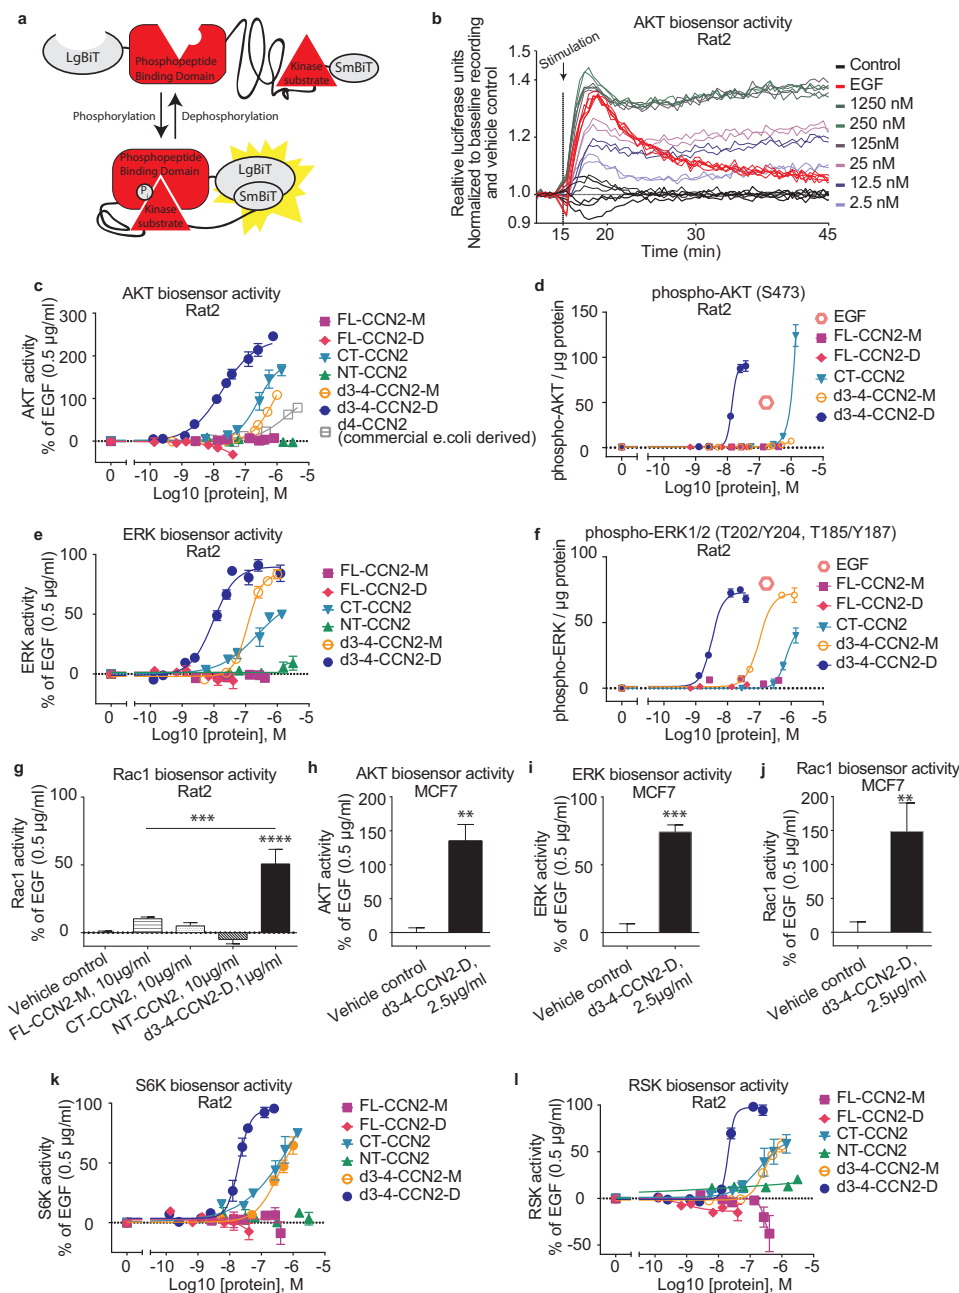 a
LgBiT
Phosphopeptide
Binding Domain
Kinase
substrate
SmBiT
Phosphorylation
Dephosphorylation
Phosphopeptide
Binding Domain
LgBiT
SmBiT
Pi
Kinase
substrate
b
AKT biosensor activity
Rat2
Realtive luciferase units
Normalized to baseline recording
and vehicle control
1.5
1.4
1.2
1.0
0.9
Stimulation
15
20
30
45
Time (min)
Control
EGF
1250 nM
250 nM
125nM
25 nM
12.5 nM
2.5 nM
c
AKT biosensor activity
Rat2
AKT activity
% of EGF (0.5 µg/ml)
300
200
100
0
0 -10 -9 -8 -7 -6 -5
Log10 [protein], M
FL-CCN2-M
FL-CCN2-D
CT-CCN2
NT-CCN2
d3-4-CCN2-M
d3-4-CCN2-D
d4-CCN2
(commercial e.coli derived)
d
phospho-AKT (S473)
Rat2
phospho-AKT / µg protein
150
100
50
0
0 -10 -9 -8 -7 -6 -5
Log10 [protein], M
EGF
FL-CCN2-M
FL-CCN2-D
CT-CCN2
d3-4-CCN2-M
d3-4-CCN2-D
e
ERK biosensor activity
Rat2
ERK activity
% of EGF (0.5 µg/ml)
100
50
0
0 -10 -9 -8 -7 -6 -5
Log10 [protein], M
FL-CCN2-M
FL-CCN2-D
CT-CCN2
NT-CCN2
d3-4-CCN2-M
d3-4-CCN2-D
f
phospho-ERK1/2 (T202/Y204, T185/Y187)
Rat2
phospho-ERK / µg protein
100
50
0
0 -10 -9 -8 -7 -6 -5
Log10 [protein], M
EGF
FL-CCN2-M
FL-CCN2-D
CT-CCN2
d3-4-CCN2-M
d3-4-CCN2-D
g
Rac1 biosensor activity
Rat2
Rac1 activity
% of EGF (0.5 µg/ml)
100
50
0
***
****
Vehicle control
FL-CCN2-M, 10µg/ml
CT-CCN2, 10µg/ml
NT-CCN2, 10µg/ml
d3-4-CCN2-D,1µg/ml
h
AKT biosensor activity
MCF7
AKT activity
% of EGF (0.5 µg/ml)
200
150
100
50
0
**
Vehicle control
d3-4-CCN2-D,
2.5µg/ml
i
ERK biosensor activity
MCF7
ERK activity
% of EGF (0.5 µg/ml)
100
50
0
***
Vehicle control
d3-4-CCN2-D,
2.5µg/ml
j
Rac1 biosensor activity
MCF7
Rac1 activity
% of EGF (0.5 µg/ml)
200
150
100
50
0
**
Vehicle control
d3-4-CCN2-D,
2.5µg/ml
k
S6K biosensor activity
Rat2
S6K activity
% of EGF (0.5 µg/ml)
100
50
0
0 -10 -9 -8 -7 -6 -5
Log10 [protein], M
FL-CCN2-M
FL-CCN2-D
CT-CCN2
NT-CCN2
d3-4-CCN2-M
d3-4-CCN2-D
l
RSK biosensor activity
Rat2
RSK activity
% of EGF (0.5 µg/ml)
100
50
0
-50
0 -10 -9 -8 -7 -6 -5
Log10 [protein], M
FL-CCN2-M
FL-CCN2-D
CT-CCN2
NT-CCN2
d3-4-CCN2-M
d3-4-CCN2-D